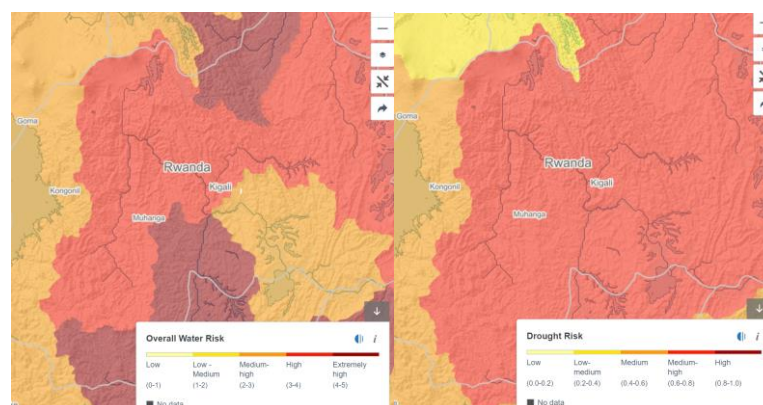 Goma
Rwanda
Kongonil
Kigali
Muhanga
Overall Water Risk
i
Low
Low -
Medium
Medium-
high
High
Extremely
high
(0-1)
(1-2)
(2-3)
(3-4)
(4-5)
No data
Goma
Rwanda
Kongonil
Kigali
Muhanga
Drought Risk
i
Low
Low-
medium
Medium
Medium-
high
High
(0.0-0.2)
(0.2-0.4)
(0.4-0.6)
(0.6-0.8)
(0.8-1.0)
No data